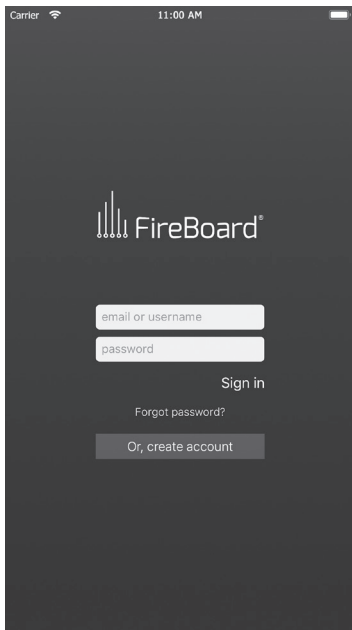 Carrier 11:00 AM
FireBoard®
email or username
password
Sign in
Forgot password?
Or, create account